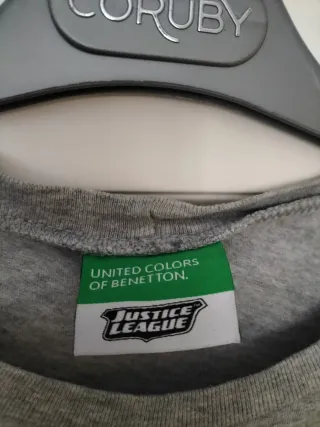 CORUBY
UNITED COLORS
OF BENETTON.
JUSTICE
LEAGUE